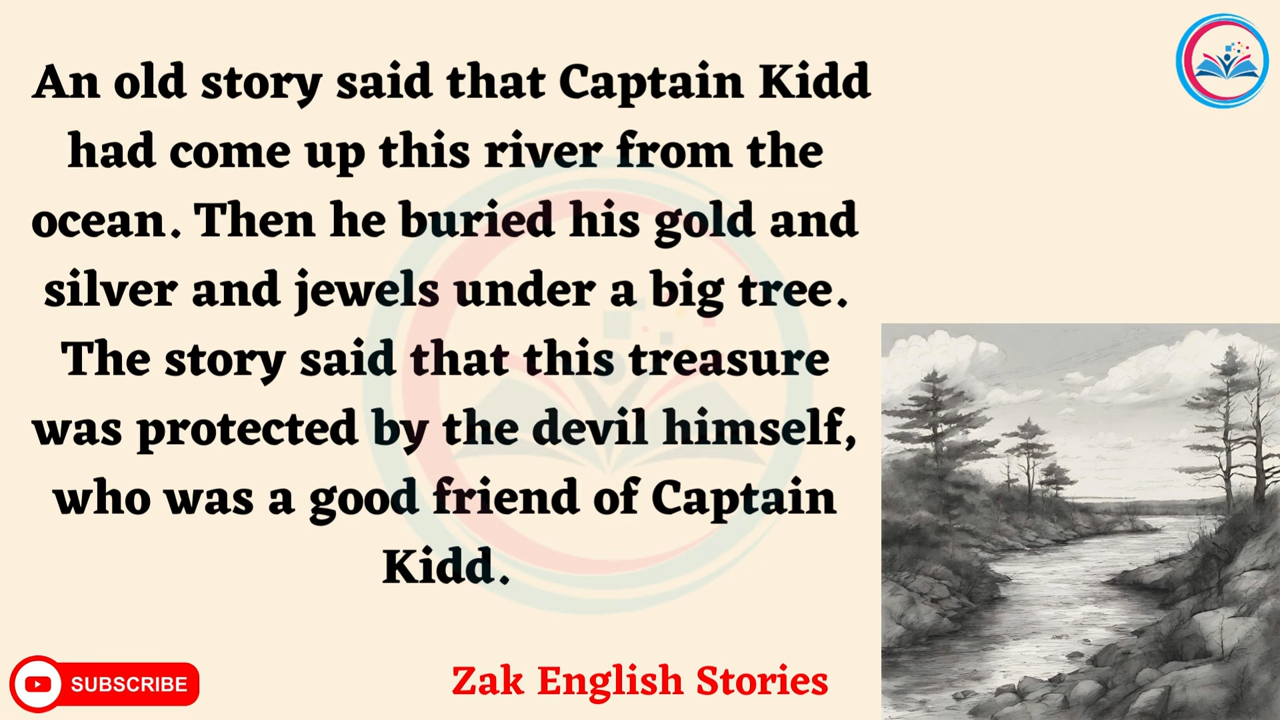 An old story said that Captain Kidd
had come up this river from the
ocean. Then he buried his gold and
silver and jewels under a big tree.
The story said that this treasure
was protected by the devil himself,
who was a good friend of Captain
Kidd.
SUBSCRIBE
Zak English Stories